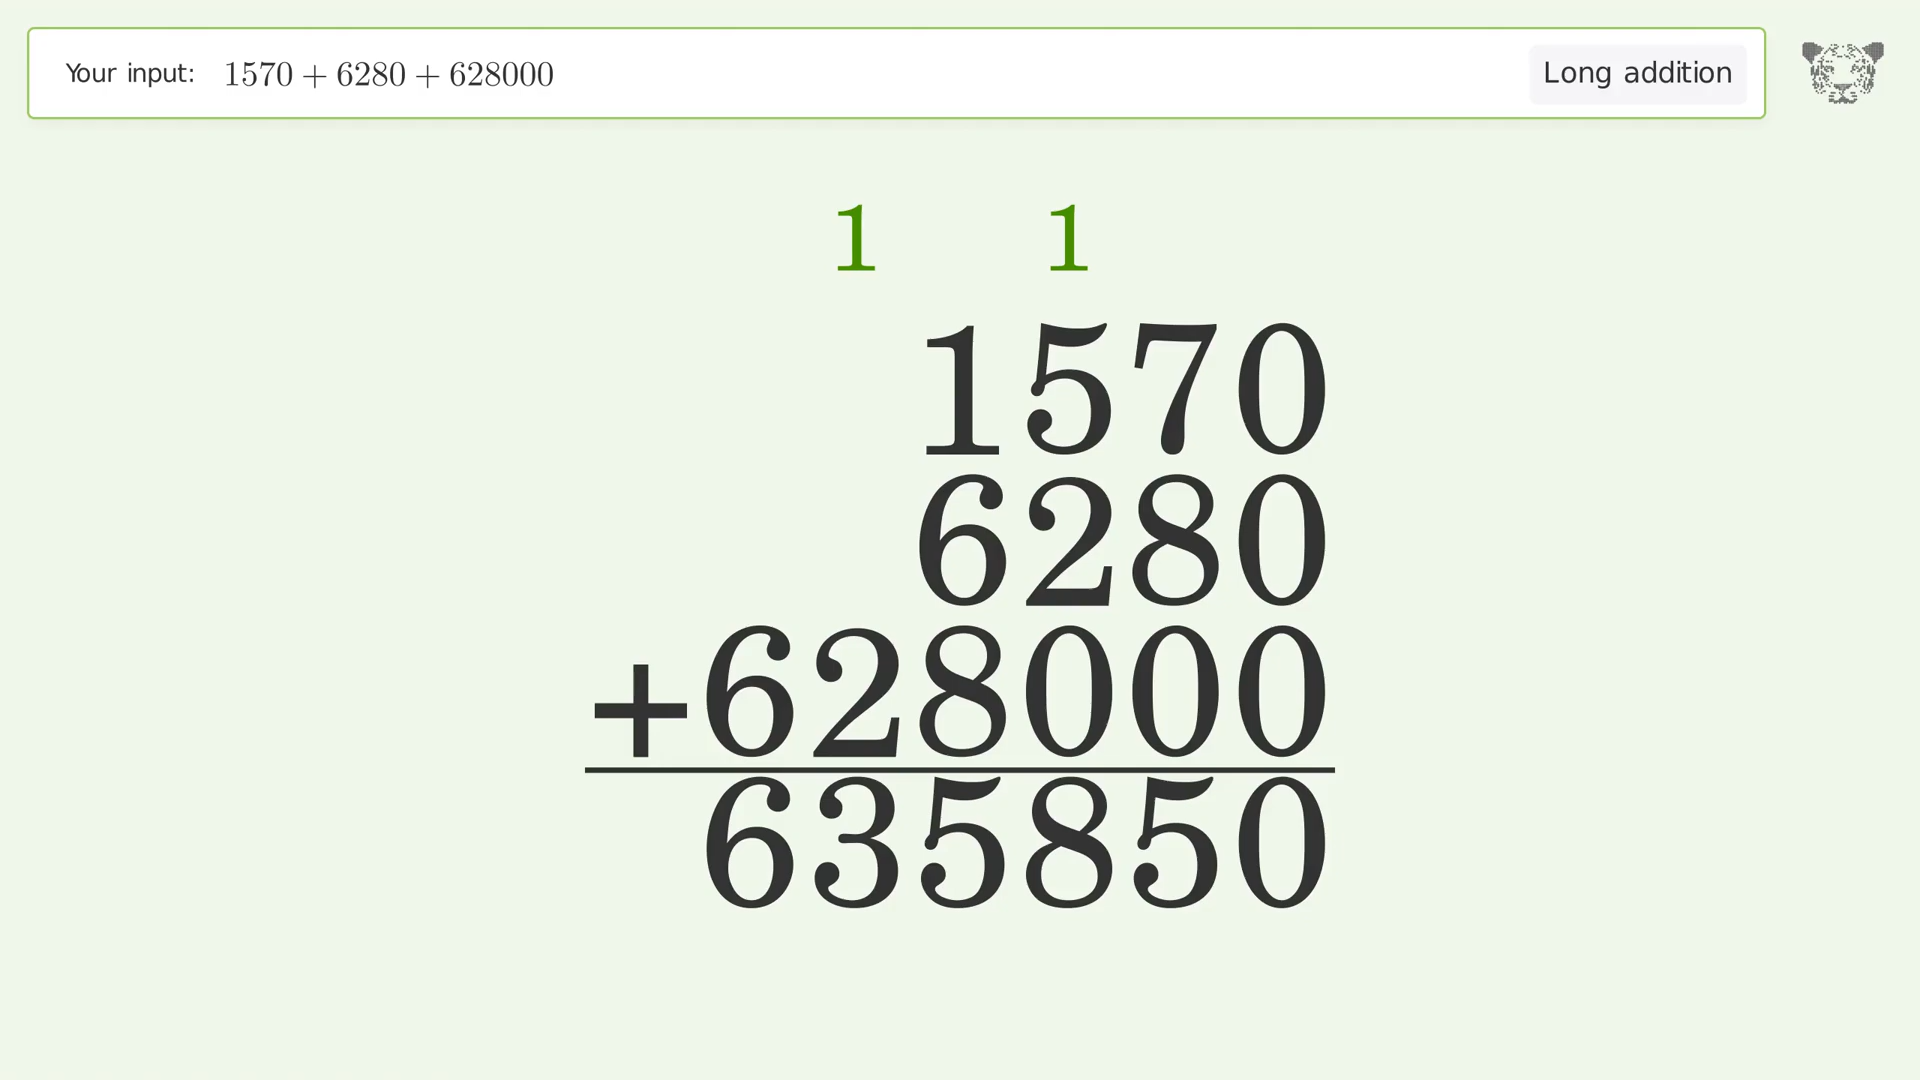 Your input: 1570 + 6280 + 628000
Long addition
1 1
1570
6280
+628000
635850